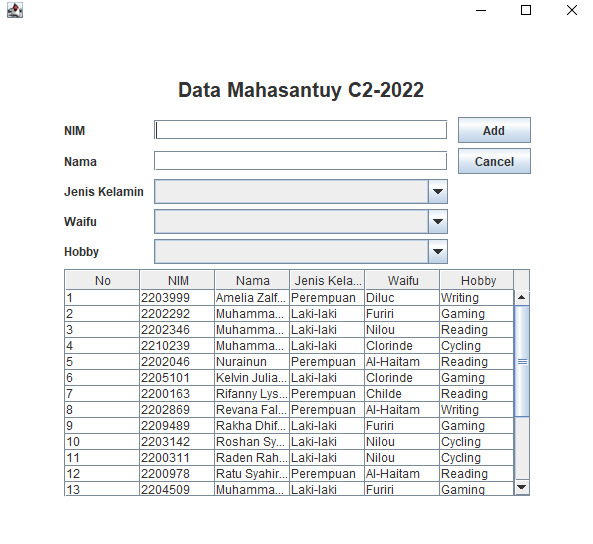 Data Mahasantuy C2-2022
NIM Add
Nama Cancel
Jenis Kelamin
Waifu
Hobby
No NIM Nama Jenis Kela... Waifu Hobby
1 2203999 Amelia Zalf... Perempuan Diluc Writing
2 2202292 Muhamma... Laki-laki Furiri Gaming
3 2202346 Muhamma... Laki-laki Nilou Reading
4 2210239 Muhamma... Laki-laki Clorinde Cycling
5 2202046 Nurainun Perempuan Al-Haitam Reading
6 2205101 Kelvin Julia... Laki-laki Clorinde Gaming
7 2200163 Rifanny Lys... Perempuan Childe Reading
8 2202869 Revana Fal... Perempuan Al-Haitam Writing
9 2209489 Rakha Dhif... Laki-laki Furiri Gaming
10 2203142 Roshan Sy... Laki-laki Nilou Cycling
11 2200311 Raden Rah... Laki-laki Nilou Cycling
12 2200978 Ratu Syahir... Perempuan Al-Haitam Reading
13 2204509 Muhamma... Laki-laki Furiri Gaming